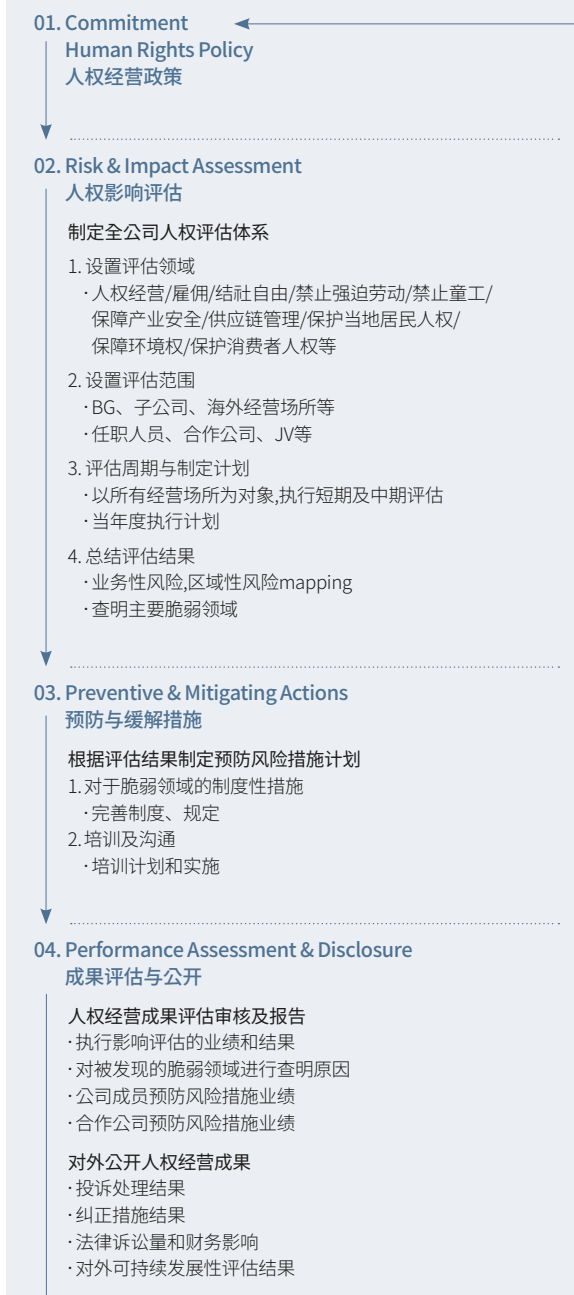 01. Commitment
Human Rights Policy
人权经营政策
02. Risk & Impact Assessment
人权影响评估
制定全公司人权评估体系
1. 设置评估领域
·人权经营/雇佣/结社自由/禁止强迫劳动/禁止童工/
保障产业安全/供应链管理/保护当地居民人权/
保障环境权/保护消费者人权等
2. 设置评估范围
·BG、子公司、海外经营场所等
·任职人员、合作公司、JV等
3. 评估周期与制定计划
·以所有经营场所为对象,执行短期及中期评估
·当年度执行计划
4. 总结评估结果
·业务性风险,区域性风险mapping
·查明主要脆弱领域
03. Preventive & Mitigating Actions
预防与缓解措施
根据评估结果制定预防风险措施计划
1.对于脆弱领域的制度性措施
·完善制度、规定
2.培训及沟通
·培训计划和实施
04. Performance Assessment & Disclosure
成果评估与公开
人权经营成果评估审核及报告
·执行影响评估的业绩和结果
·对被发现的脆弱领域进行查明原因
·公司成员预防风险措施业绩
·合作公司预防风险措施业绩
对外公开人权经营成果
·投诉处理结果
·纠正措施结果
·法律诉讼量和财务影响
·对外可持续发展性评估结果